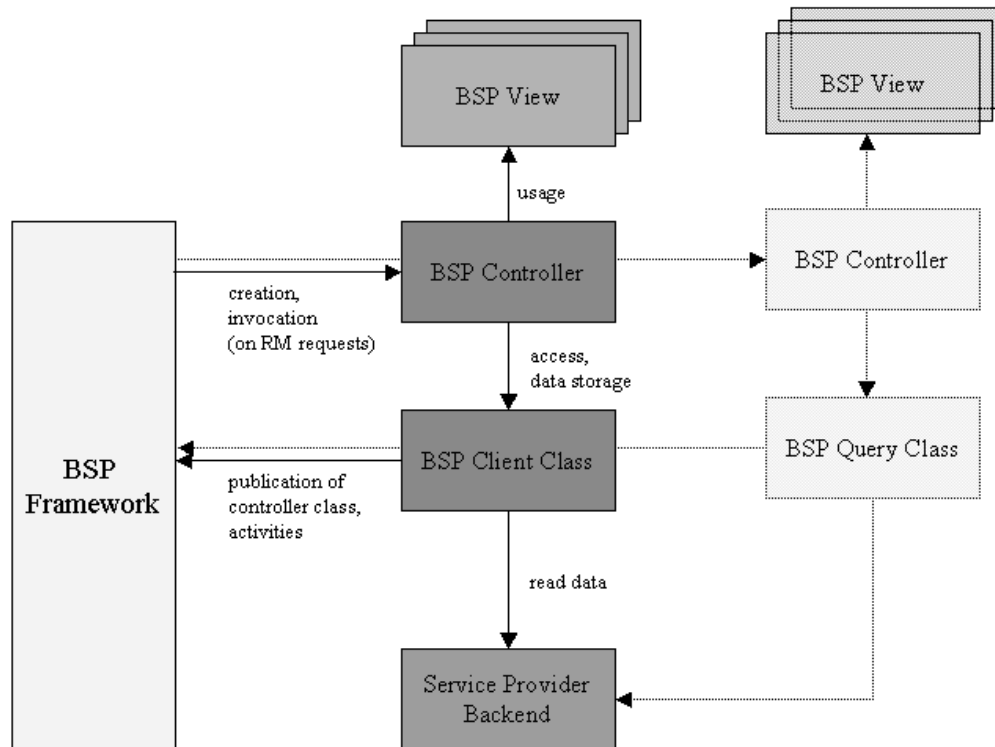 BSP View
BSP View
usage
BSP Controller
BSP Controller
creation,
invocation
(on RM requests)
access,
data storage
BSP Client Class
BSP Query Class
BSP
Framework
publication of
controller class,
activities
read data
Service Provider
Backend